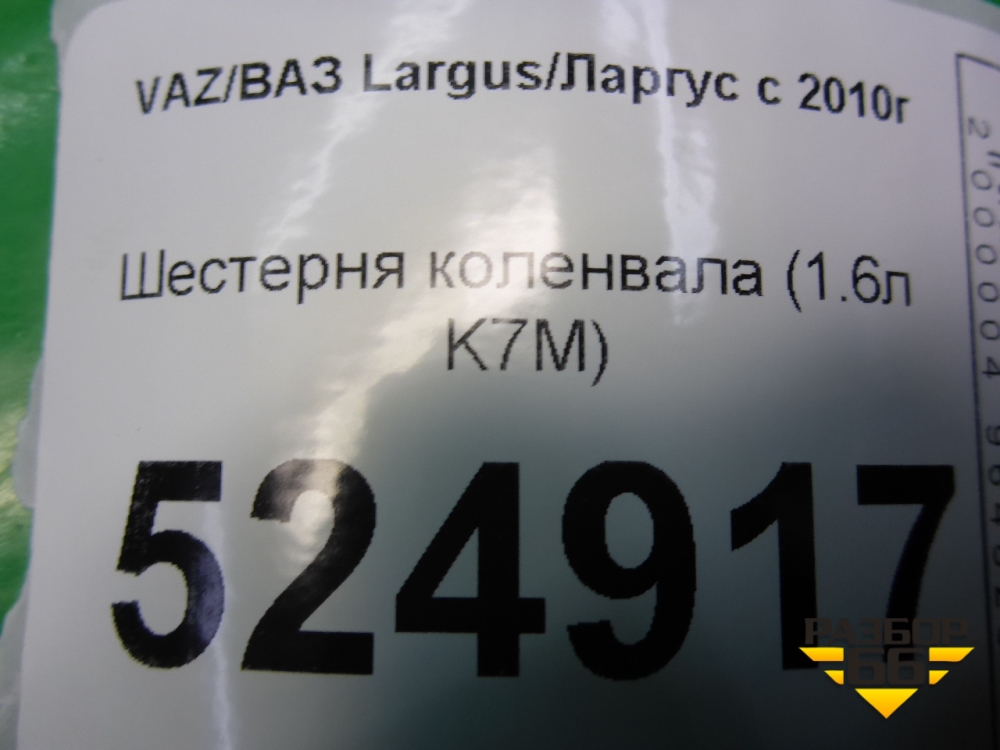 VAZ/ВАЗ Largus/Ларгус с 2010г
Шестерня коленвала (1.6л
K7M)
524917
РАЗБОР
66